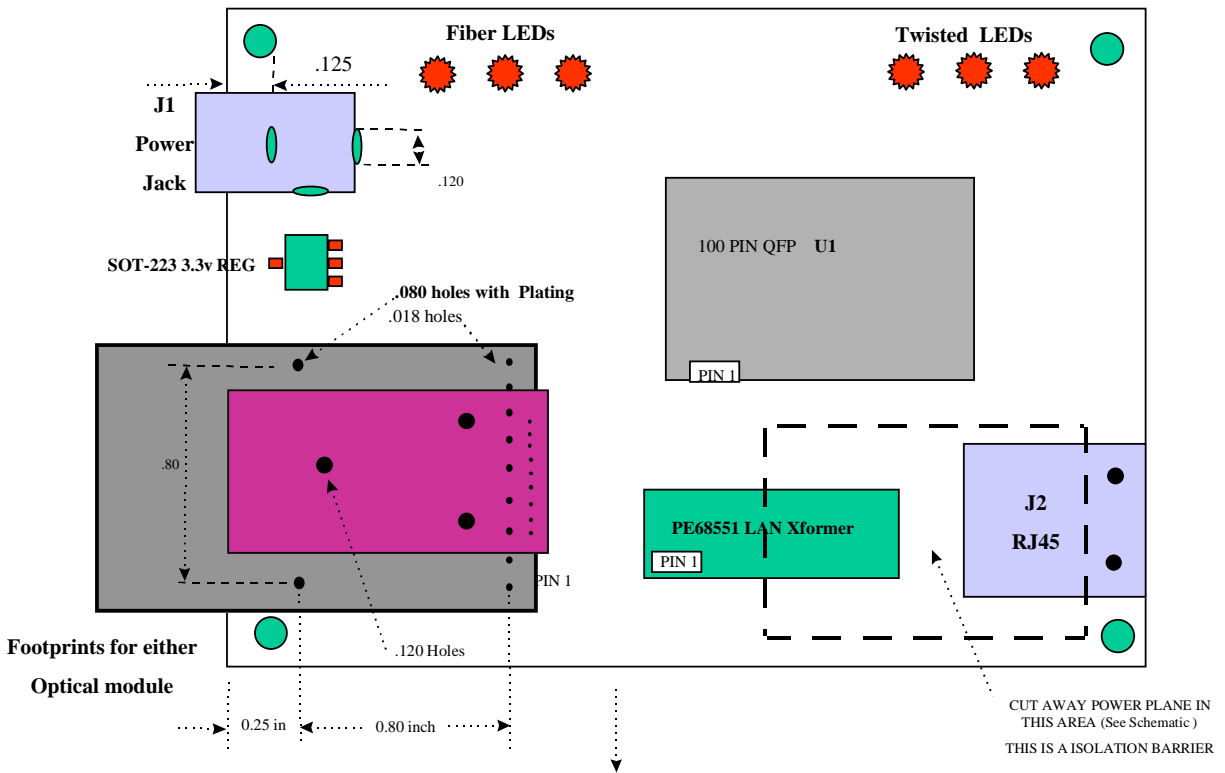 Fiber LEDs
Twisted  LEDs
.125
J1
Power
Jack
.120
100 PIN QFP    U1
SOT-223 3.3v REG
.080 holes with  Plating
.018 holes
PIN 1
.80
J2
RJ45
PE68551 LAN Xformer
PIN 1
PIN 1
Footprints for either
Optical module
.120 Holes
0.25 in
0.80 inch
CUT AWAY POWER PLANE IN
THIS AREA (See Schematic )
THIS IS A ISOLATION BARRIER